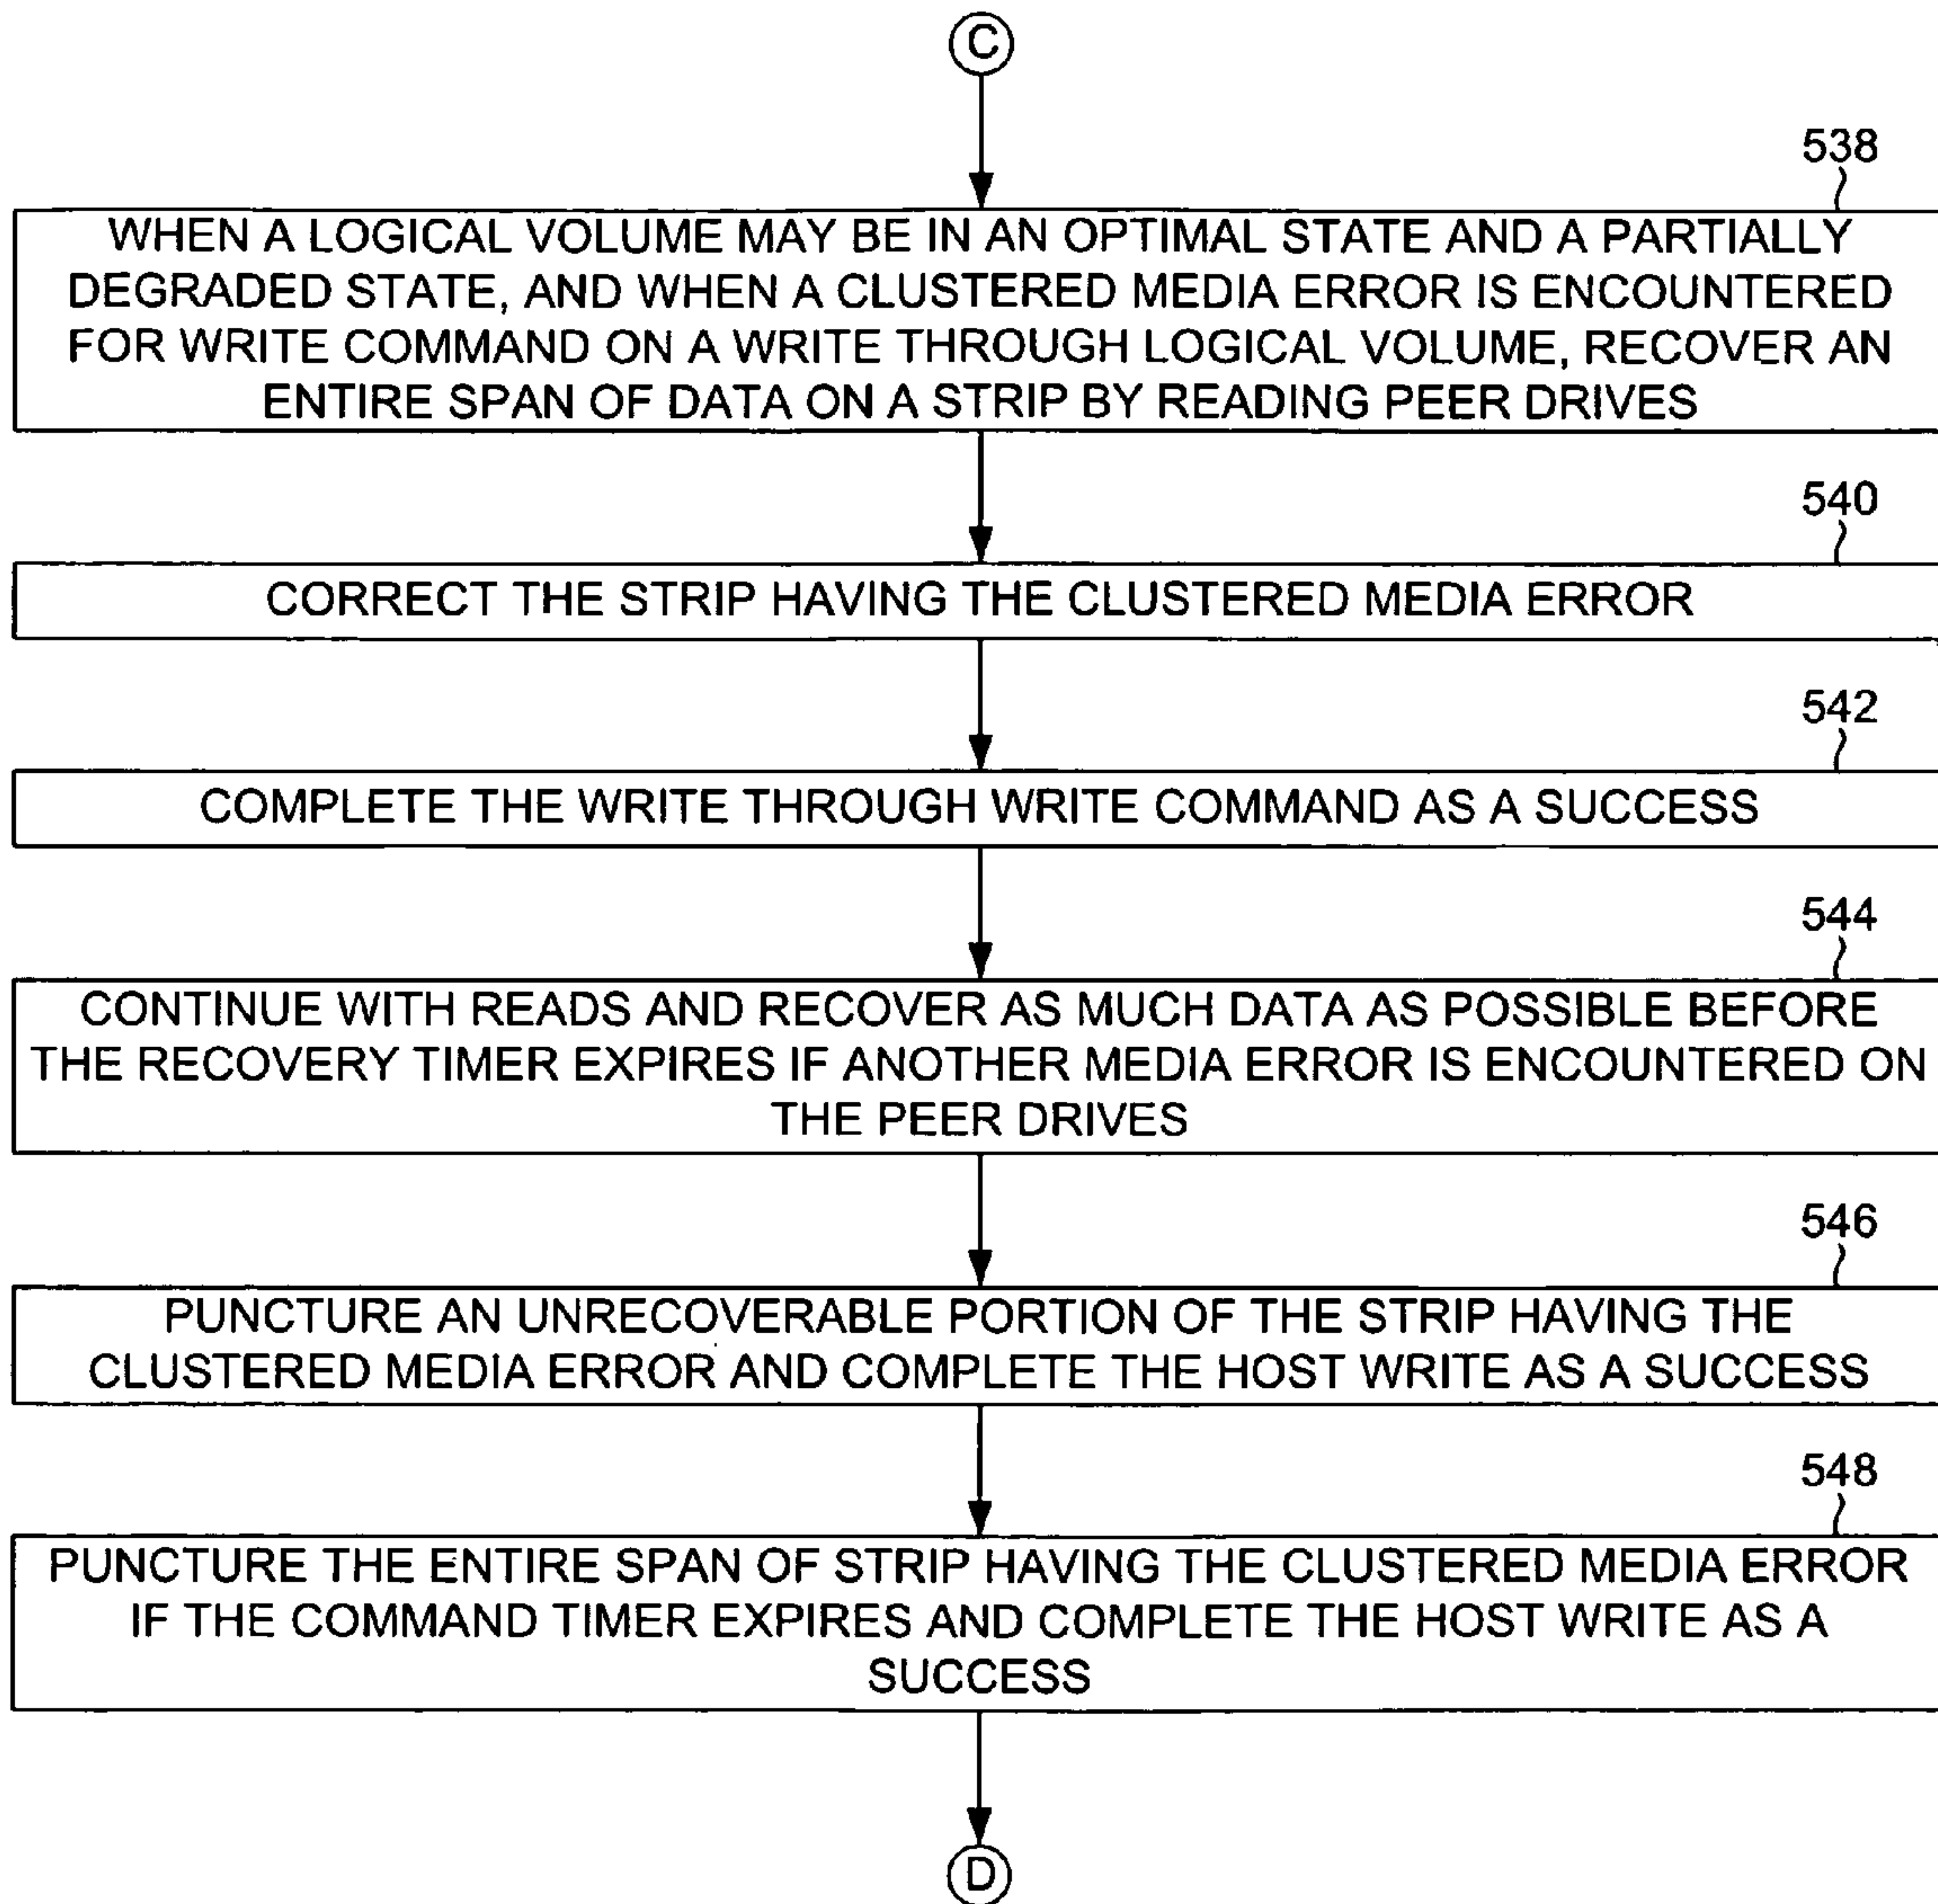 C
538
WHEN A LOGICAL VOLUME MAY BE IN AN OPTIMAL STATE AND A PARTIALLY
DEGRADED STATE, AND WHEN A CLUSTERED MEDIA ERROR IS ENCOUNTERED
FOR WRITE COMMAND ON A WRITE THROUGH LOGICAL VOLUME, RECOVER AN
ENTIRE SPAN OF DATA ON A STRIP BY READING PEER DRIVES
540
CORRECT THE STRIP HAVING THE CLUSTERED MEDIA ERROR
542
COMPLETE THE WRITE THROUGH WRITE COMMAND AS A SUCCESS
544
CONTINUE WITH READS AND RECOVER AS MUCH DATA AS POSSIBLE BEFORE
THE RECOVERY TIMER EXPIRES IF ANOTHER MEDIA ERROR IS ENCOUNTERED ON
THE PEER DRIVES
546
PUNCTURE AN UNRECOVERABLE PORTION OF THE STRIP HAVING THE
CLUSTERED MEDIA ERROR AND COMPLETE THE HOST WRITE AS A SUCCESS
548
PUNCTURE THE ENTIRE SPAN OF STRIP HAVING THE CLUSTERED MEDIA ERROR
IF THE COMMAND TIMER EXPIRES AND COMPLETE THE HOST WRITE AS A
SUCCESS
D